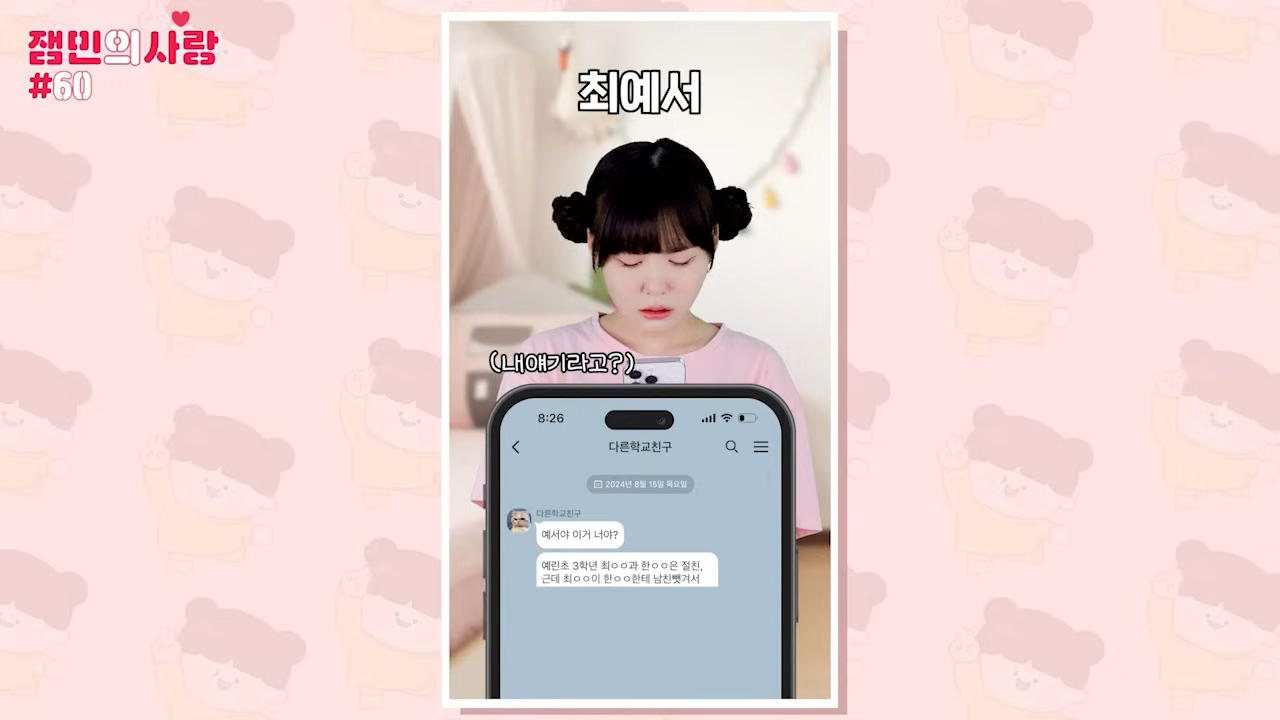 잼민의사랑
#60
최예서
(내얘기라고?)
8:26
다른학교친구
2024년 8월 15일 목요일
다른학교친구
예서야 이거 너야?
예린초 3학년 최ㅇㅇ과 한ㅇㅇ은 절친,
근데 최ㅇㅇ이 한ㅇㅇ한테 남친뺏겨서